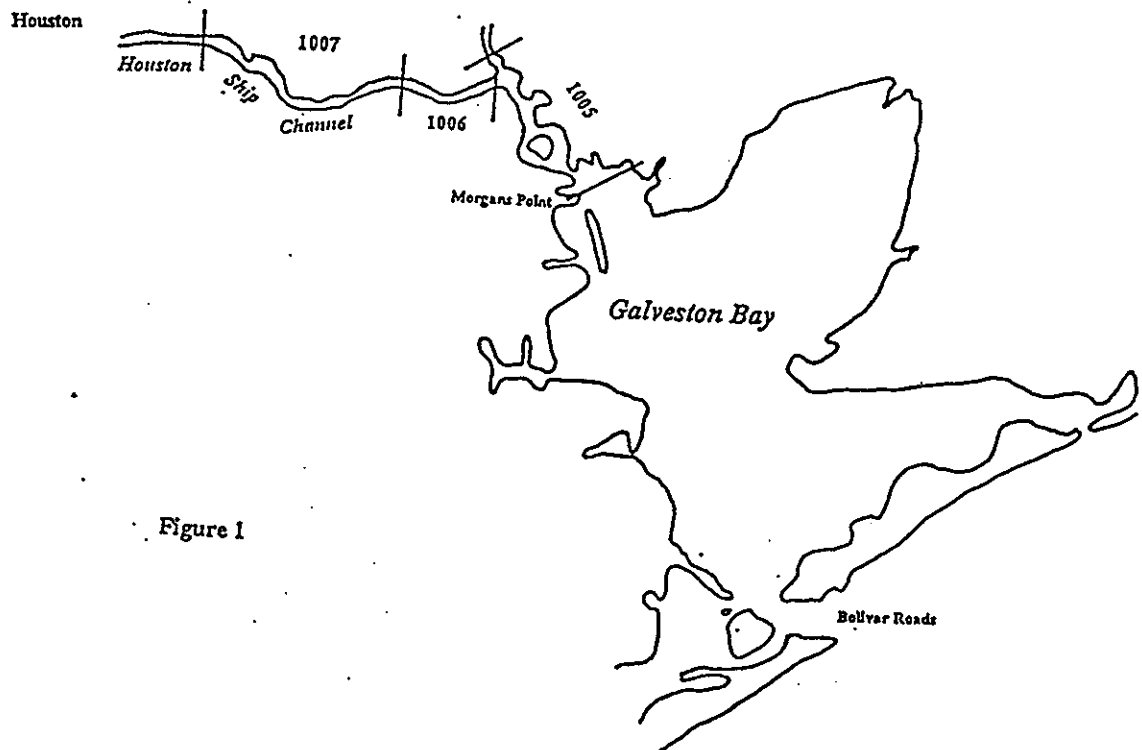 Houston
1007
Houston
Ship
Channel
1006
1005
Morgans Point
Galveston Bay
Figure 1
Bolivar Roads